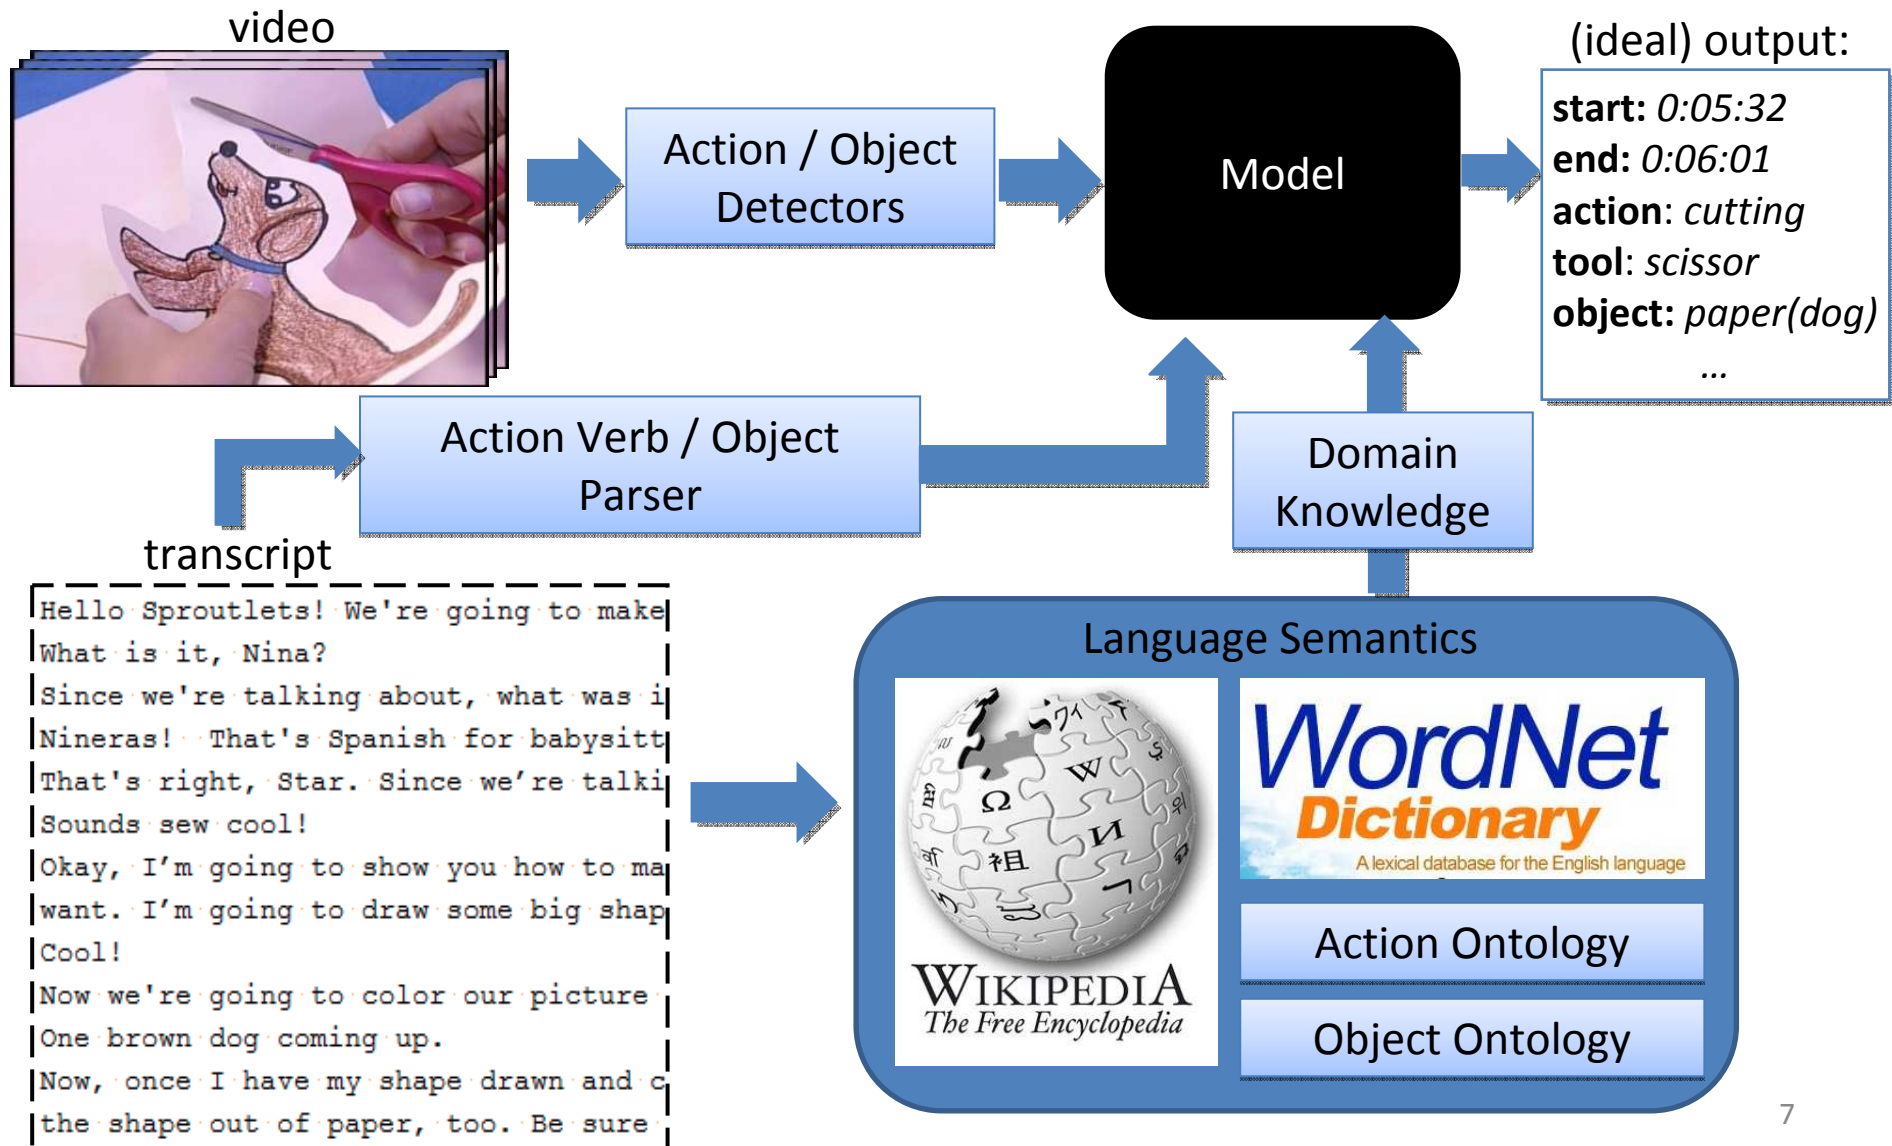 video
Action / Object
Detectors
Model
(ideal) output:
start: 0:05:32
end: 0:06:01
action: cutting
tool: scissor
object: paper(dog)
...
Action Verb / Object
Parser
Domain
Knowledge
transcript
Hello Sproutlets! We're going to make
What is it, Nina?
Since we're talking about, what was i
Nineras! That's Spanish for babysitt
That's right, Star. Since we’re talki
Sounds sew cool!
Okay, I’m going to show you how to ma
want. I’m going to draw some big shap
Cool!
Now we're going to color our picture
One brown dog coming up.
Now, once I have my shape drawn and c
the shape out of paper, too. Be sure
Language Semantics
Ω
W
И
祖
WIKIPEDIA
The Free Encyclopedia
WordNet
Dictionary
A lexical database for the English language
Action Ontology
Object Ontology
7